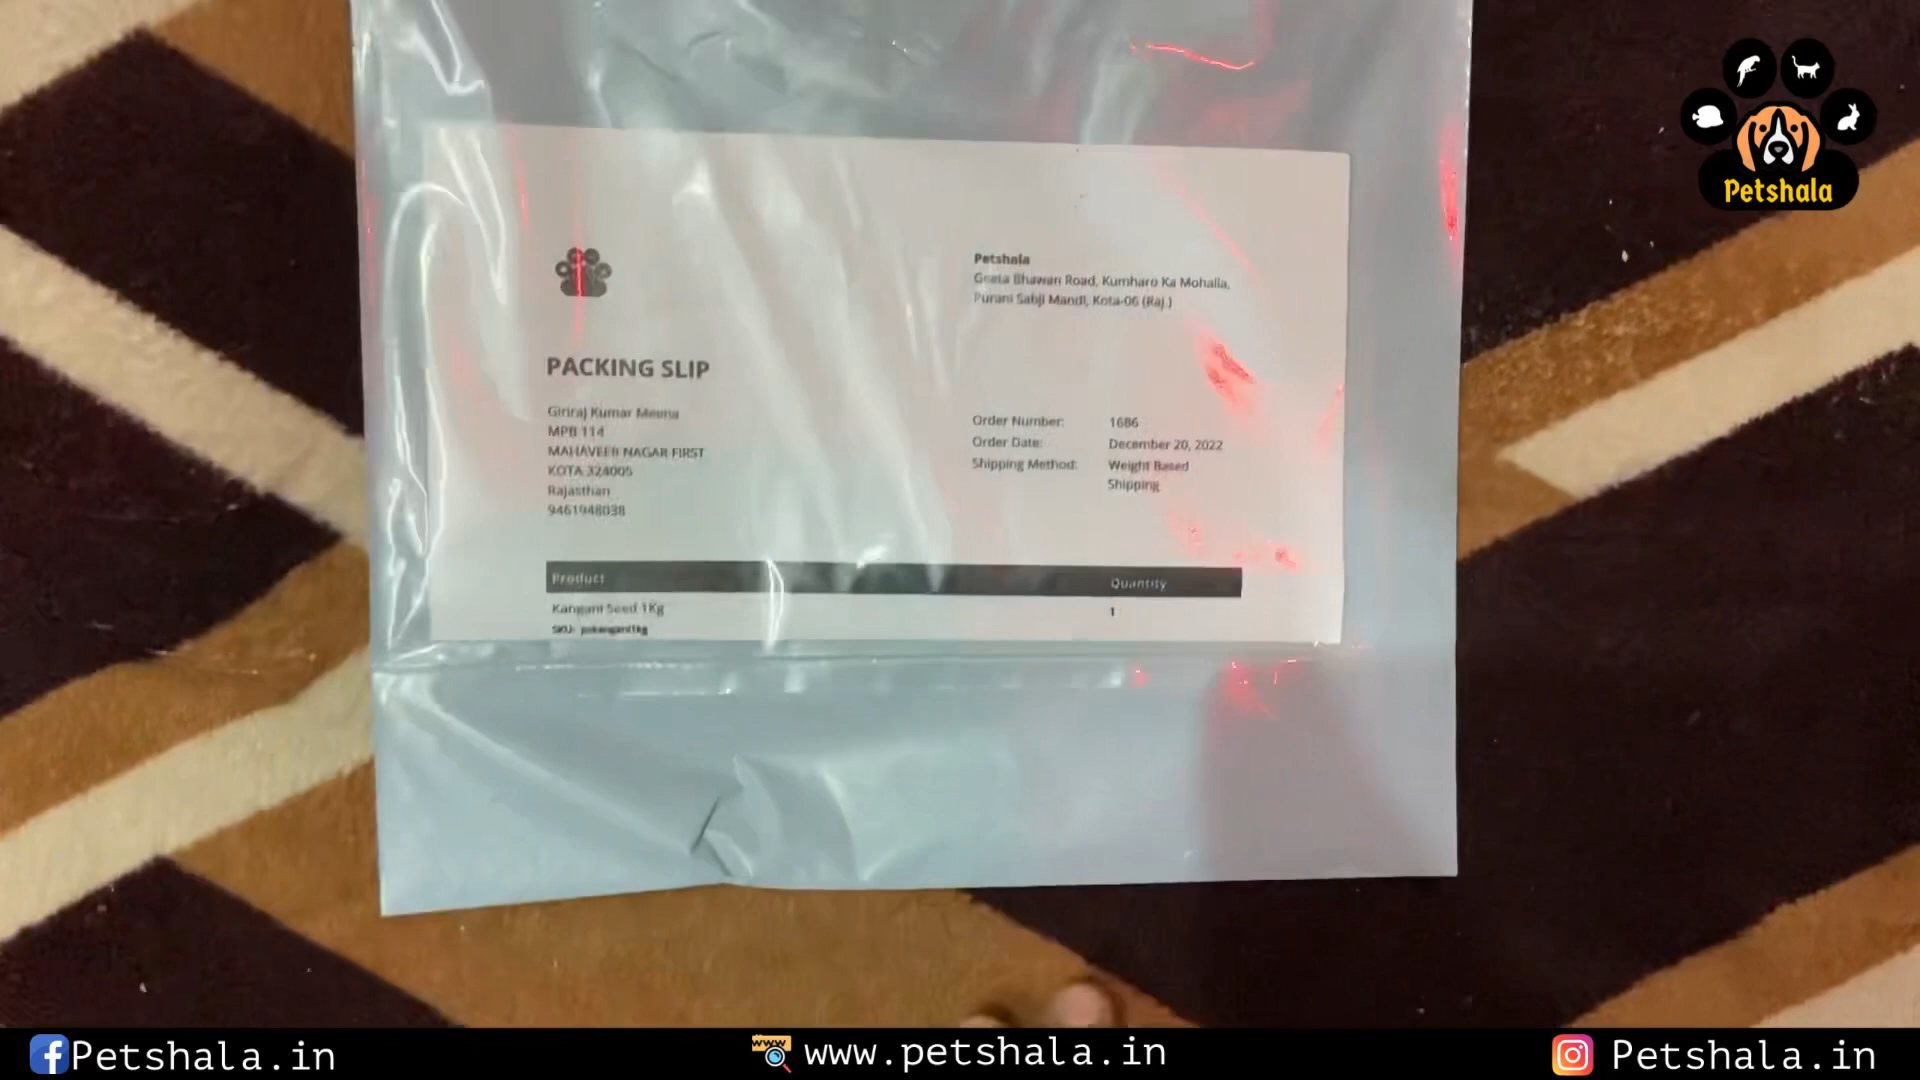 Petshala
Petshala
Geeta Bhawan Road, Kumharo Ka Mohalla,
Purani Sabji Mandi, Kota-06 (Raj.)
PACKING SLIP
Giriraj Kumar Meena
MPB 114
MAHAVEER NAGAR FIRST
KOTA 324005
Rajasthan
9461948038
Order Number: 1686
Order Date: December 20, 2022
Shipping Method: Weight Based
Shipping
Product Quantity
Kangani Seed 1Kg 1
SKU:
Petshala.in
www.petshala.in
Petshala.in